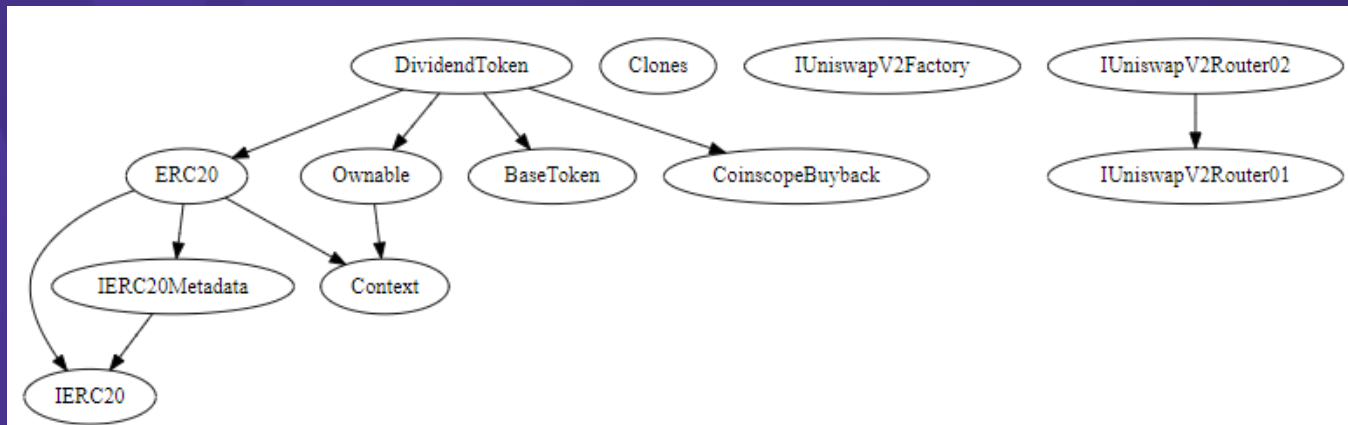 DividendToken
Clones
IUniswapV2Factory
IUniswapV2Router02
ERC20
Ownable
BaseToken
CoinscopeBuyback
IUniswapV2Router01
IERC20Metadata
Context
IERC20